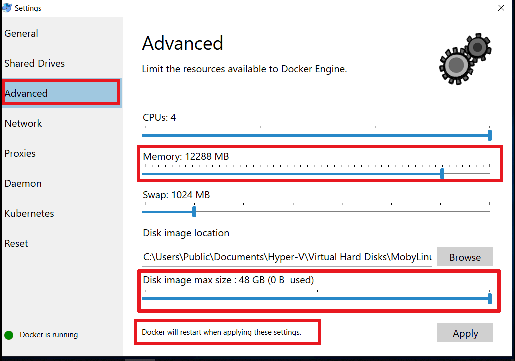 Settings
General
Shared Drives
Advanced
Network
Proxies
Daemon
Kubernetes
Reset
Docker is running
Advanced
Limit the resources available to Docker Engine.
CPUs: 4
Memory: 12288 MB
Swap: 1024 MB
Disk image location
C:\Users\Public\Documents\Hyper-V\Virtual Hard Disks\MobyLinu
Browse
Disk image max size : 48 GB (0 B used)
Docker will restart when applying these settings.
Apply